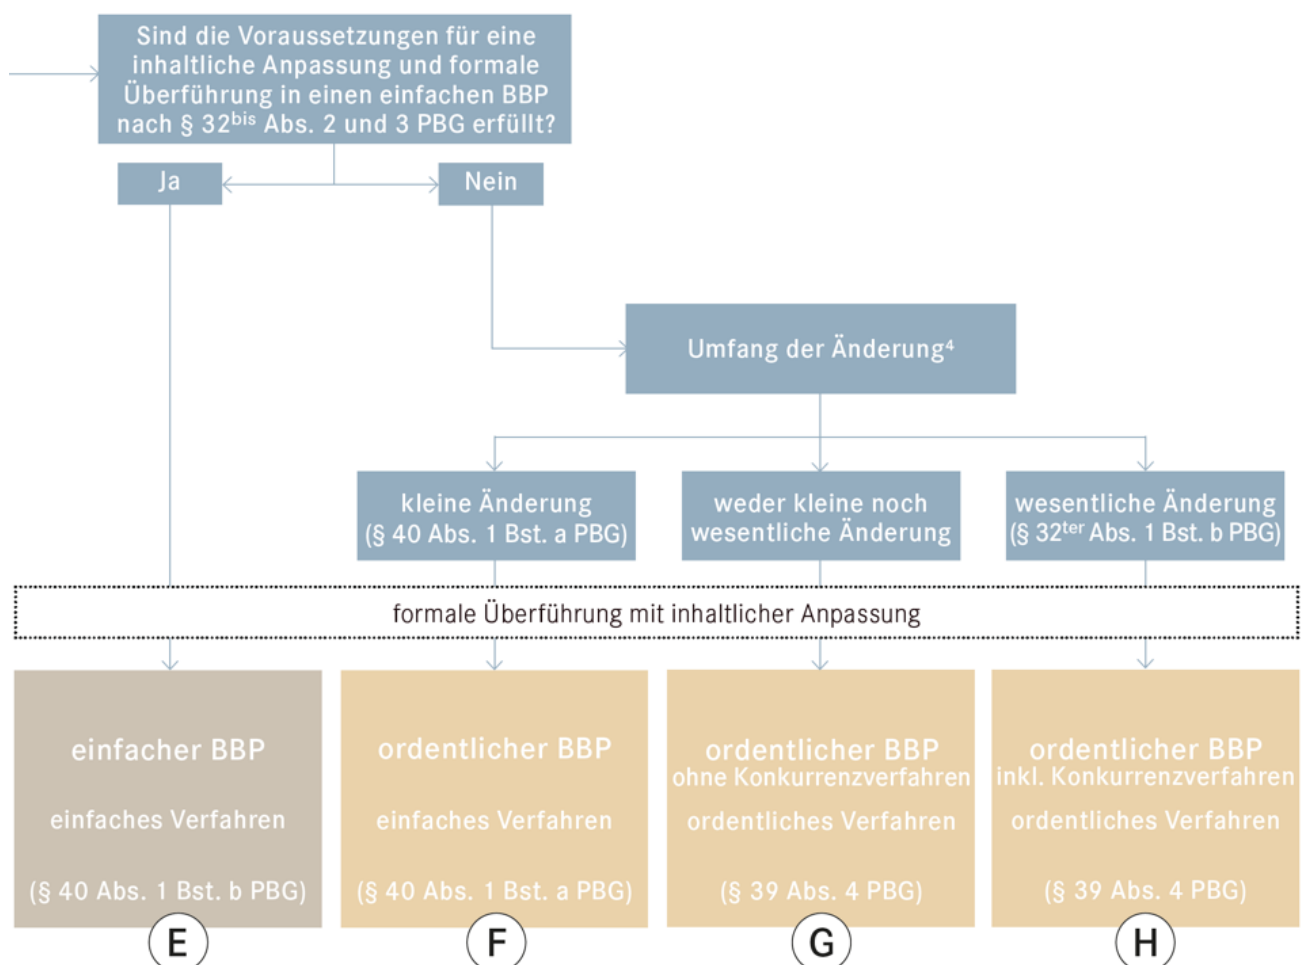 Sind die Voraussetzungen für eine
inhaltliche Anpassung und formale
Überführung in einen einfachen BBP
nach § 32bis Abs. 2 und 3 PBG erfüllt?
Ja
Nein
Umfang der Änderung⁴
kleine Änderung
(§ 40 Abs. 1 Bst. a PBG)
weder kleine noch
wesentliche Änderung
wesentliche Änderung
(§ 32ter Abs. 1 Bst. b PBG)
formale Überführung mit inhaltlicher Anpassung
einfacher BBP
einfaches Verfahren
(§ 40 Abs. 1 Bst. b PBG)
E
ordentlicher BBP
einfaches Verfahren
(§ 40 Abs. 1 Bst. a PBG)
F
ordentlicher BBP
ohne Konkurrenzverfahren
ordentliches Verfahren
(§ 39 Abs. 4 PBG)
G
ordentlicher BBP
inkl. Konkurrenzverfahren
ordentliches Verfahren
(§ 39 Abs. 4 PBG)
H